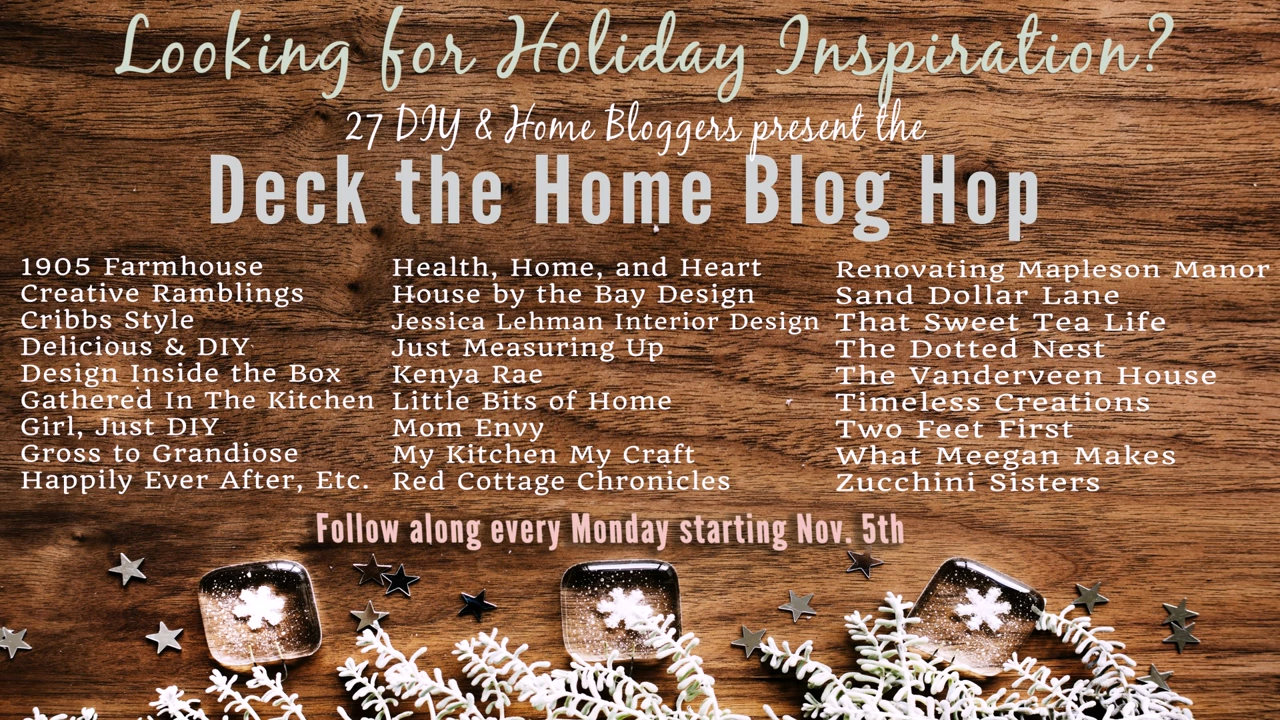 Looking for Holiday Inspiration?
27 DIY & Home Bloggers present the
Deck the Home Blog Hop
1905 Farmhouse
Creative Ramblings
Cribbs Style
Delicious & DIY
Design Inside the Box
Gathered In The Kitchen
Girl, Just DIY
Gross to Grandiose
Happily Ever After, Etc.
Health, Home, and Heart
House by the Bay Design
Jessica Lehman Interior Design
Just Measuring Up
Kenya Rae
Little Bits of Home
Mom Envy
My Kitchen My Craft
Red Cottage Chronicles
Renovating Mapleson Manor
Sand Dollar Lane
That Sweet Tea Life
The Dotted Nest
The Vanderveen House
Timeless Creations
Two Feet First
What Meegan Makes
Zucchini Sisters
Follow along every Monday starting Nov. 5th